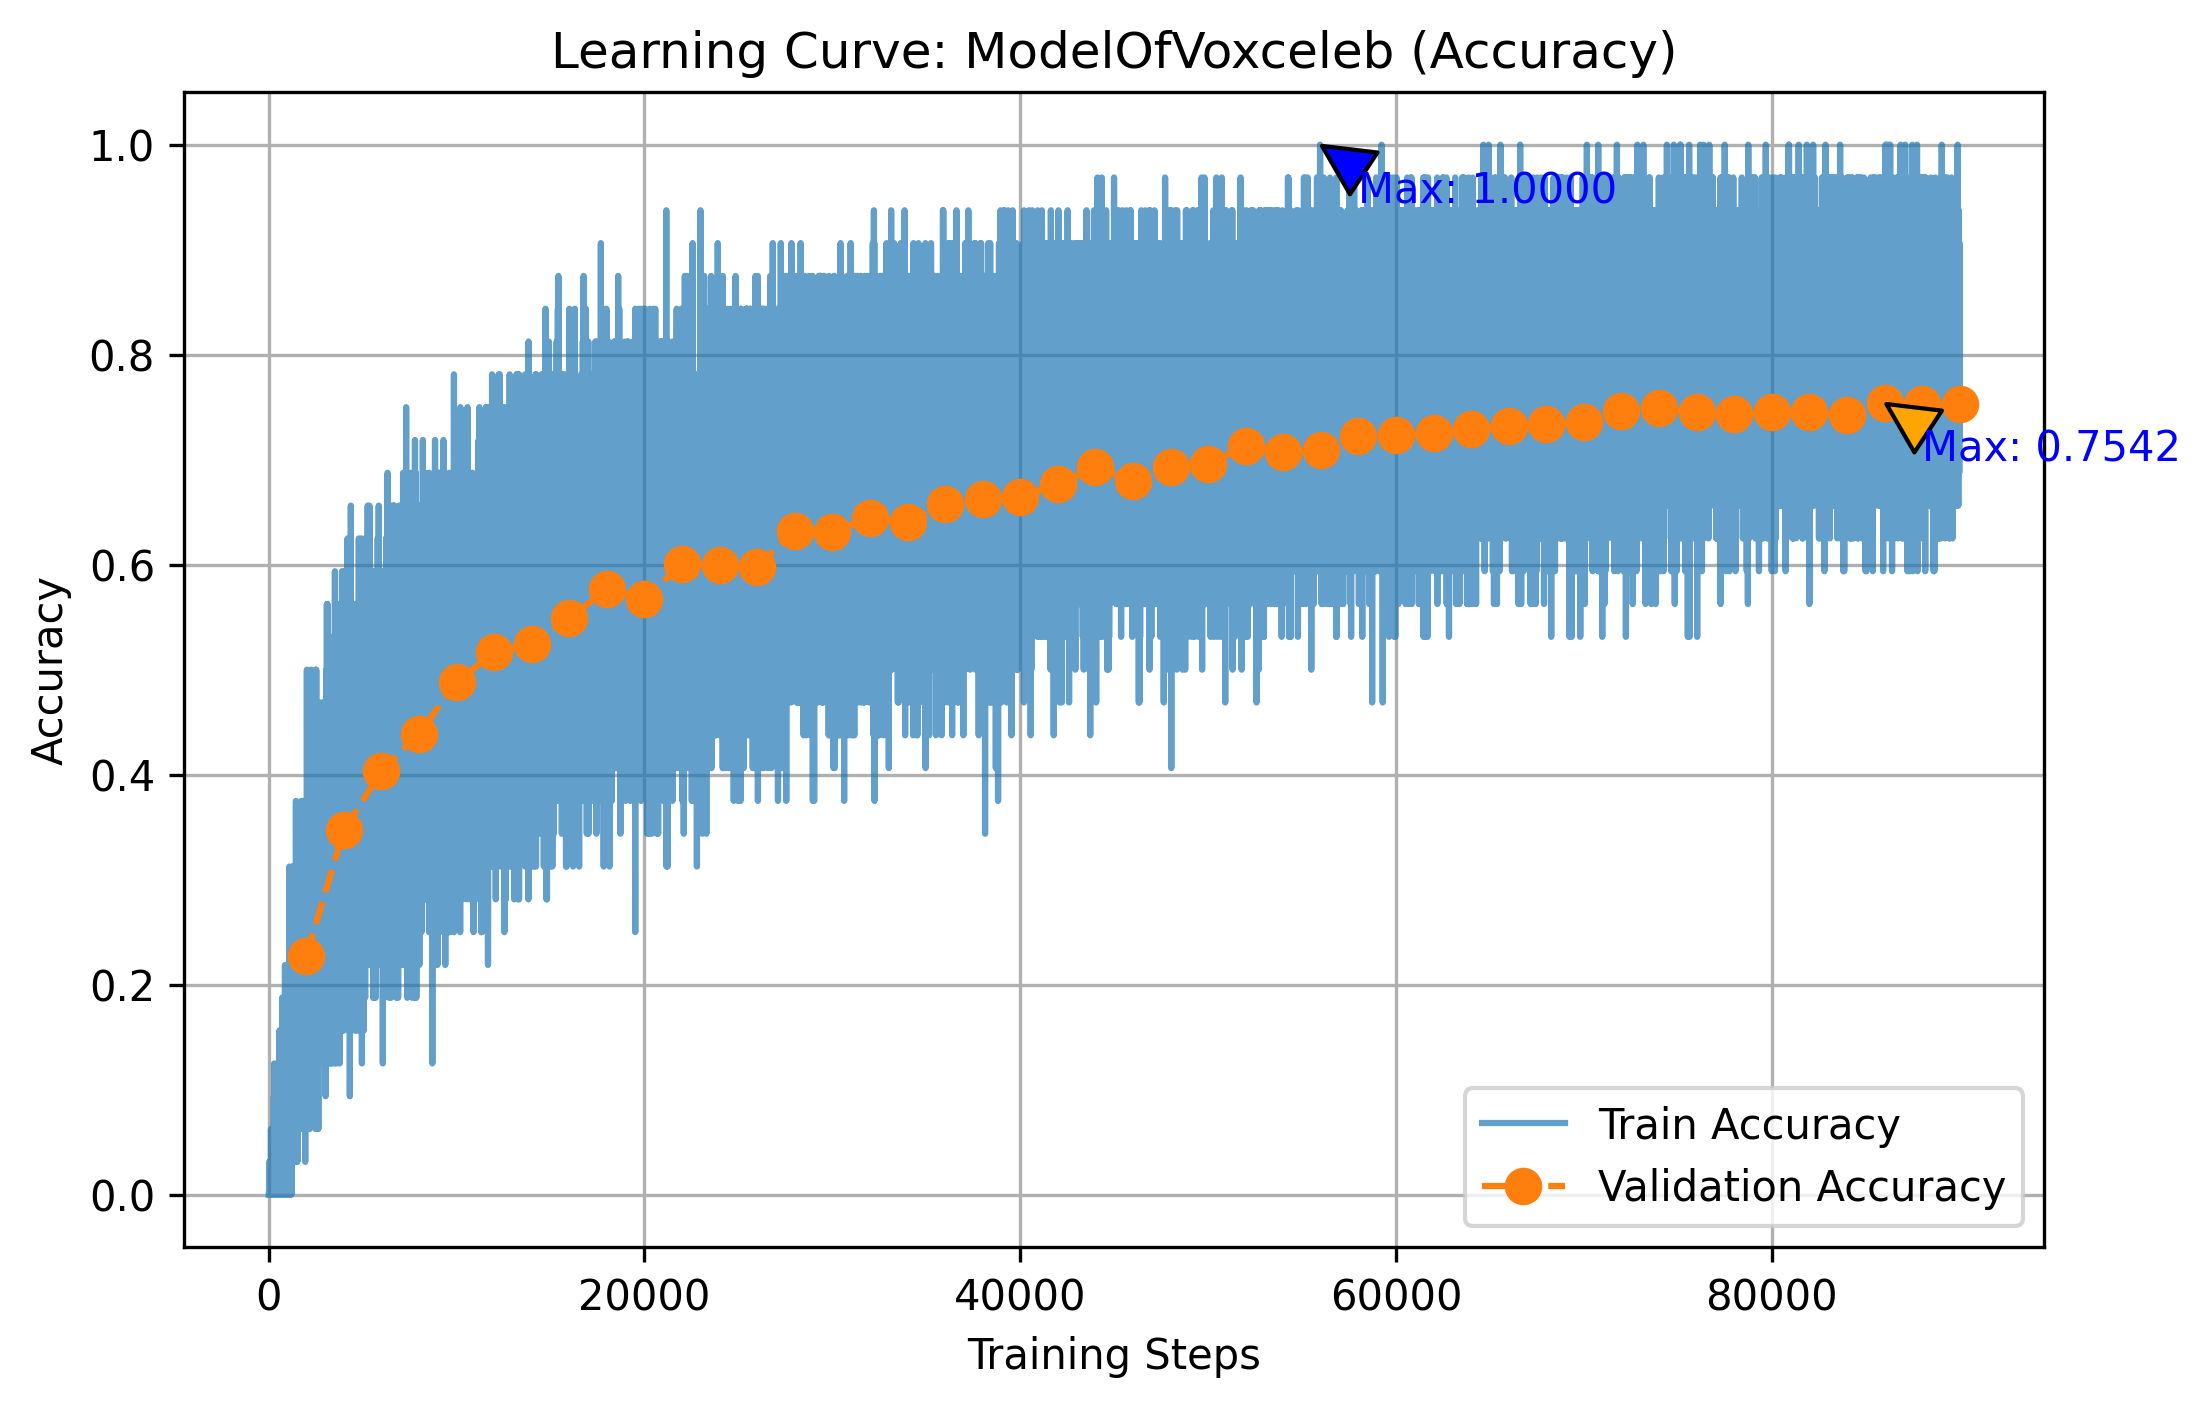 Learning Curve: ModelOfVoxceleb (Accuracy)
Accuracy
1.0
0.8
0.6
0.4
0.2
0.0
Max: 1.0000
Max: 0.7542
Train Accuracy
Validation Accuracy
0 20000 40000 60000 80000
Training Steps